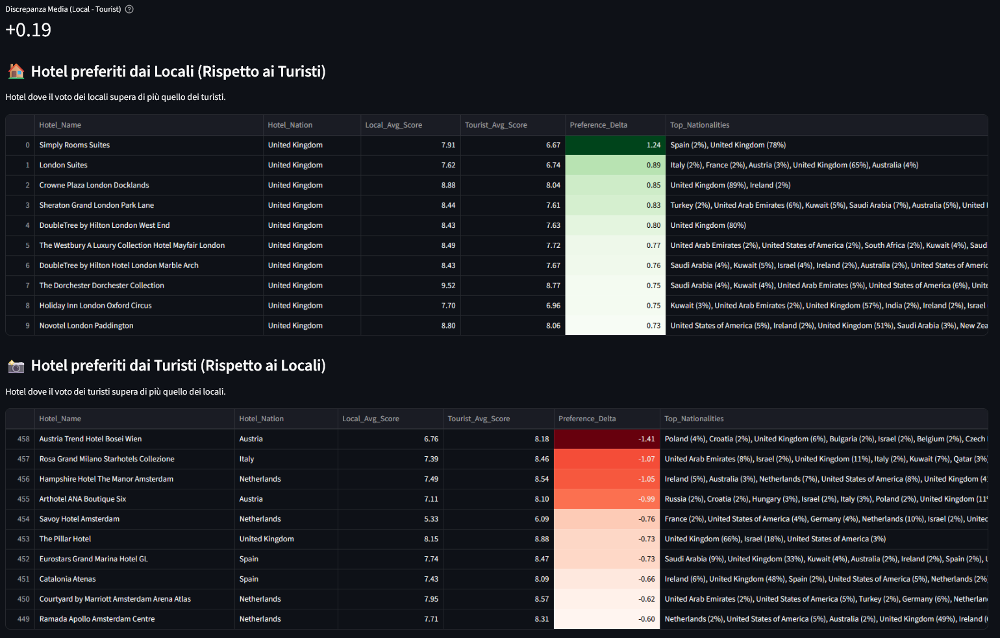 Discrepanza Media (Local - Tourist)
+0.19
Hotel preferiti dai Locali (Rispetto ai Turisti)
Hotel dove il voto dei locali supera di più quello dei turisti.
Hotel_Name Hotel_Nation Local_Avg_Score Tourist_Avg_Score Preference_Delta Top_Nationalities
0 Simply Rooms Suites United Kingdom 7.91 6.67 1.24 Spain (2%), United Kingdom (78%)
1 London Suites United Kingdom 7.62 6.74 0.89 Italy (2%), France (2%), Austria (3%), United Kingdom (65%), Australia (4%)
2 Crowne Plaza London Docklands United Kingdom 8.88 8.04 0.85 United Kingdom (89%), Ireland (2%)
3 Sheraton Grand London Park Lane United Kingdom 8.44 7.61 0.83 Turkey (2%), United Arab Emirates (6%), Kuwait (5%), Saudi Arabia (7%), Australia (5%), United
4 DoubleTree by Hilton London West End United Kingdom 8.43 7.63 0.80 United Kingdom (80%)
5 The Westbury A Luxury Collection Hotel Mayfair London United Kingdom 8.49 7.72 0.77 United Arab Emirates (2%), United States of America (2%), South Africa (2%), Kuwait (4%), Saud
6 DoubleTree by Hilton Hotel London Marble Arch United Kingdom 8.43 7.67 0.76 Saudi Arabia (4%), Kuwait (5%), Israel (4%), Ireland (2%), Australia (2%), United States of Americ
7 The Dorchester Dorchester Collection United Kingdom 9.52 8.77 0.75 Saudi Arabia (4%), Kuwait (4%), United Arab Emirates (5%), United States of America (6%), Unite
8 Holiday Inn London Oxford Circus United Kingdom 7.70 6.96 0.75 Kuwait (3%), United Arab Emirates (2%), United Kingdom (57%), India (2%), Ireland (2%), Israel
9 Novotel London Paddington United Kingdom 8.80 8.06 0.73 United States of America (5%), Ireland (2%), United Kingdom (51%), Saudi Arabia (3%), New Zea
Hotel preferiti dai Turisti (Rispetto ai Locali)
Hotel dove il voto dei turisti supera di più quello dei locali.
Hotel_Name Hotel_Nation Local_Avg_Score Tourist_Avg_Score Preference_Delta Top_Nationalities
458 Austria Trend Hotel Bosei Wien Austria 6.76 8.18 -1.41 Poland (4%), Croatia (2%), United Kingdom (6%), Bulgaria (2%), Israel (2%), Belgium (2%), Czech
457 Rosa Grand Milano Starhotels Collezione Italy 7.39 8.46 -1.07 United Arab Emirates (8%), Israel (2%), United Kingdom (11%), Italy (2%), Kuwait (7%), Qatar (3%)
456 Hampshire Hotel The Manor Amsterdam Netherlands 7.49 8.54 -1.05 Ireland (5%), Australia (3%), Netherlands (7%), United States of America (8%), United Kingdom (4
455 Arthotel ANA Boutique Six Austria 7.11 8.10 -0.99 Russia (2%), Croatia (2%), Hungary (3%), Israel (2%), Italy (3%), Poland (2%), United Kingdom (11
454 Savoy Hotel Amsterdam Netherlands 5.33 6.09 -0.76 France (2%), United States of America (4%), Germany (4%), Netherlands (10%), Israel (2%), Unitec
453 The Pillar Hotel United Kingdom 8.15 8.88 -0.73 United Kingdom (66%), Israel (18%), United States of America (3%)
452 Eurostars Grand Marina Hotel GL Spain 7.74 8.47 -0.73 Saudi Arabia (9%), United Kingdom (33%), Kuwait (4%), Australia (2%), Ireland (2%), Spain (2%),
451 Catalonia Atenas Spain 7.43 8.09 -0.66 Ireland (6%), United Kingdom (48%), Spain (2%), United States of America (5%), Netherlands (2%
450 Courtyard by Marriott Amsterdam Arena Atlas Netherlands 7.95 8.57 -0.62 United Arab Emirates (2%), United States of America (5%), Turkey (2%), Germany (6%), Netherlan
449 Ramada Apollo Amsterdam Centre Netherlands 7.71 8.31 -0.60 Netherlands (2%), United States of America (5%), Australia (2%), United Kingdom (49%), Ireland (